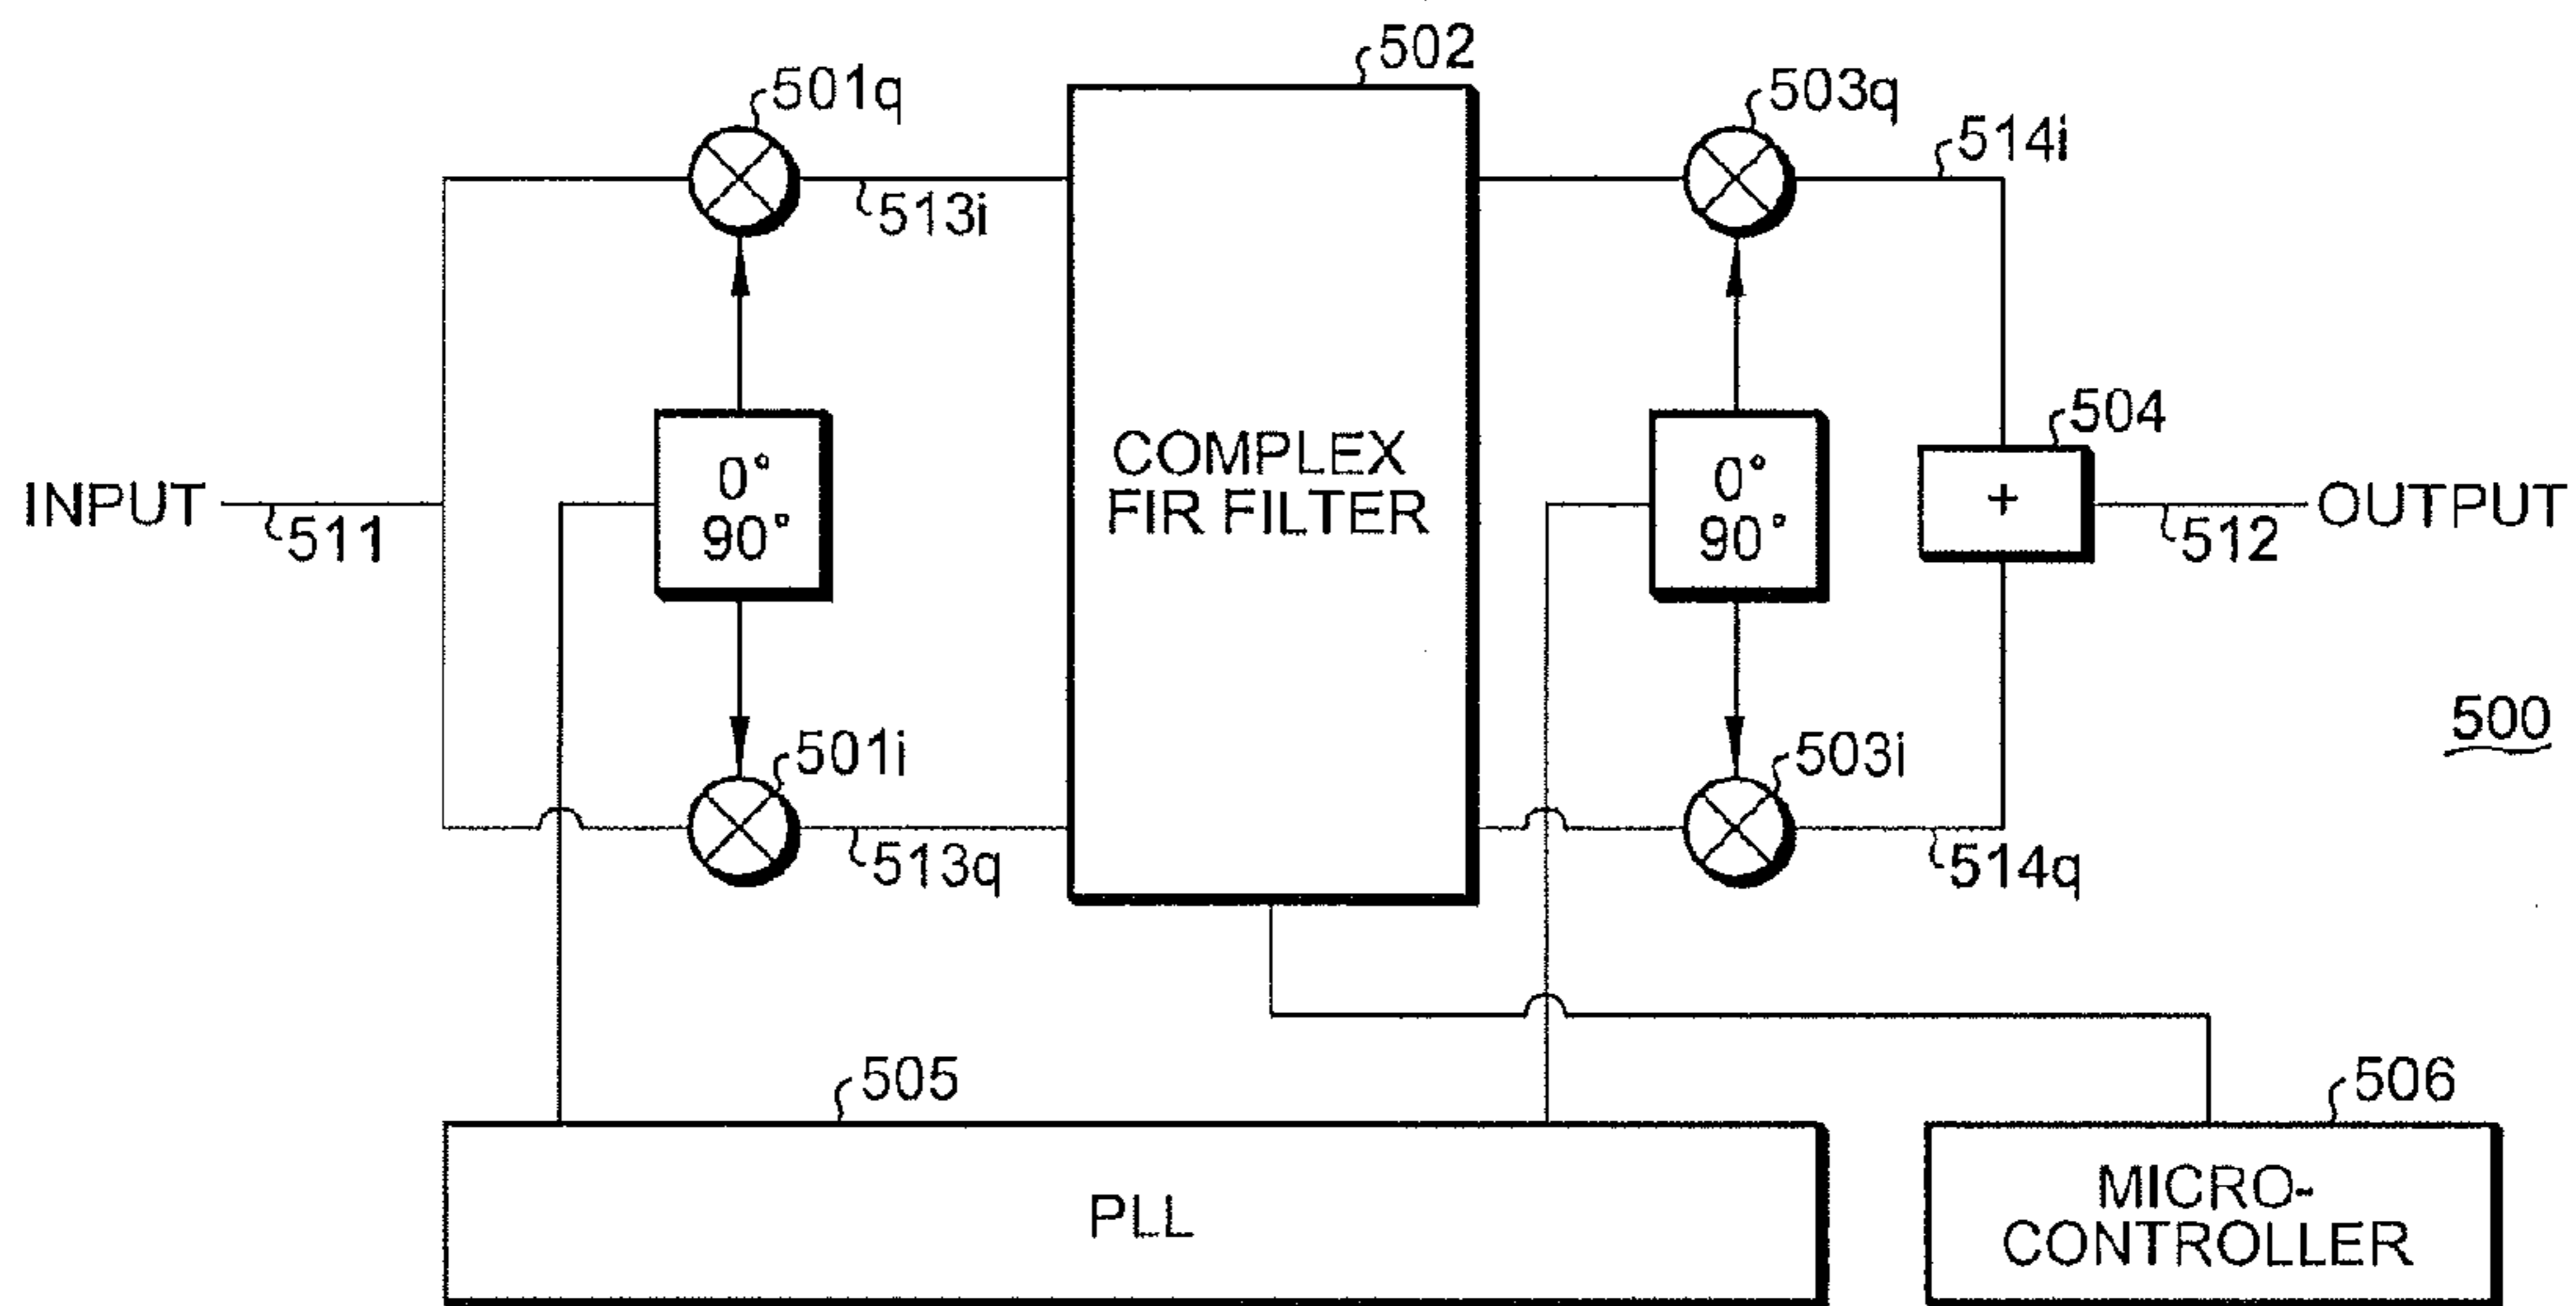 502
501q
503q
514i
513i
0°
90°
COMPLEX
FIR FILTER
0°
90°
504
+
INPUT
511
512
OUTPUT
500
501i
503i
513q
514q
505
506
PLL
MICRO-
CONTROLLER